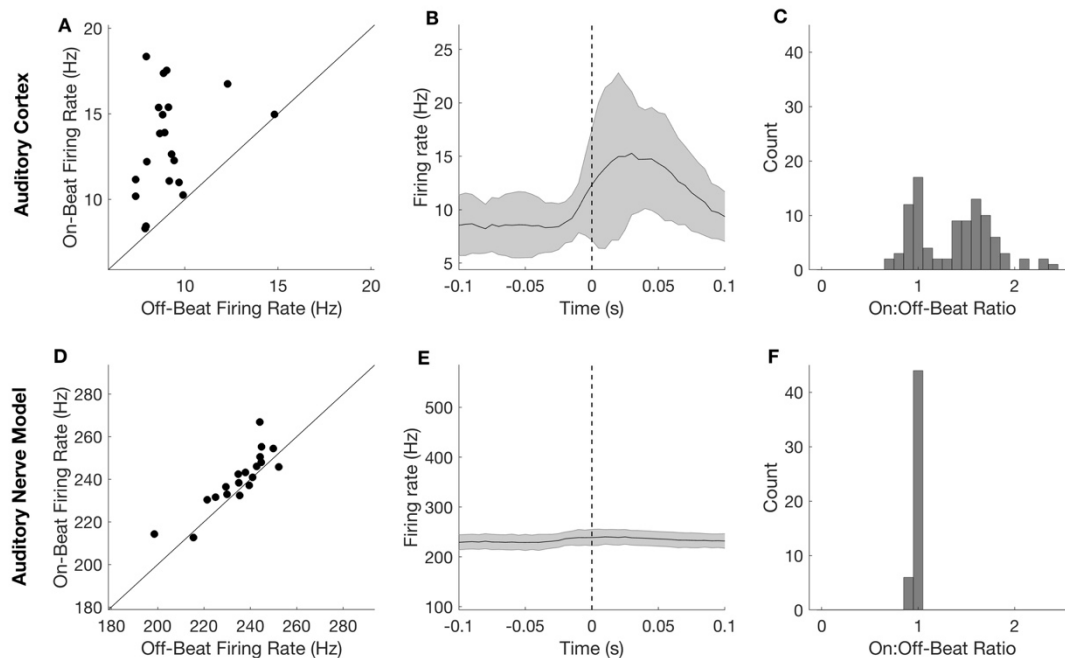 Auditory Cortex
A
On-Beat Firing Rate (Hz)
20
15
10
10
15
20
Off-Beat Firing Rate (Hz)
B
Firing rate (Hz)
25
20
15
10
5
-0.1
-0.05
0
0.05
0.1
Time (s)
C
Count
40
30
20
10
0
0
1
2
On:Off-Beat Ratio
Auditory Nerve Model
D
On-Beat Firing Rate (Hz)
280
260
240
220
200
180
200
220
240
260
280
Off-Beat Firing Rate (Hz)
E
Firing rate (Hz)
500
400
300
200
100
-0.1
-0.05
0
0.05
0.1
Time (s)
F
Count
40
30
20
10
0
0
1
2
On:Off-Beat Ratio